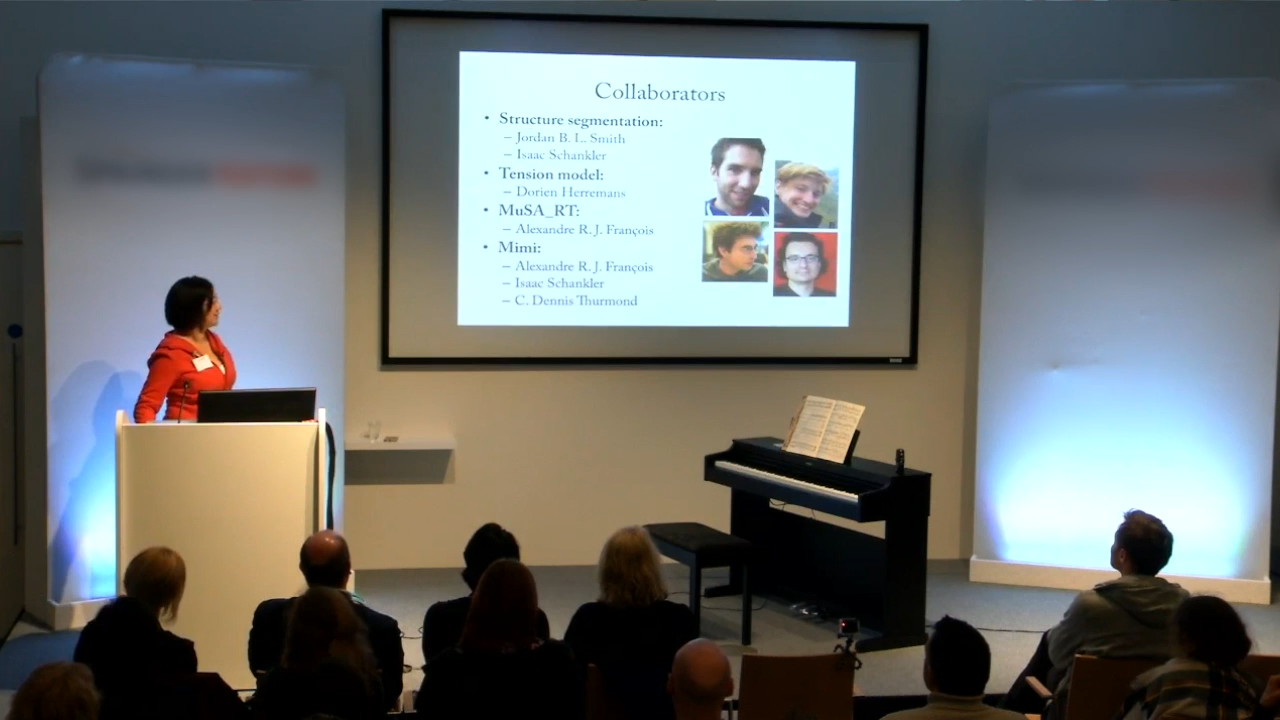 Collaborators
• Structure segmentation:
– Jordan B. L. Smith
– Isaac Schankler
• Tension model:
– Dorien Herremans
• MuSA_RT:
– Alexandre R. J. François
• Mimi:
– Alexandre R. J. François
– Isaac Schankler
– C. Dennis Thurmond